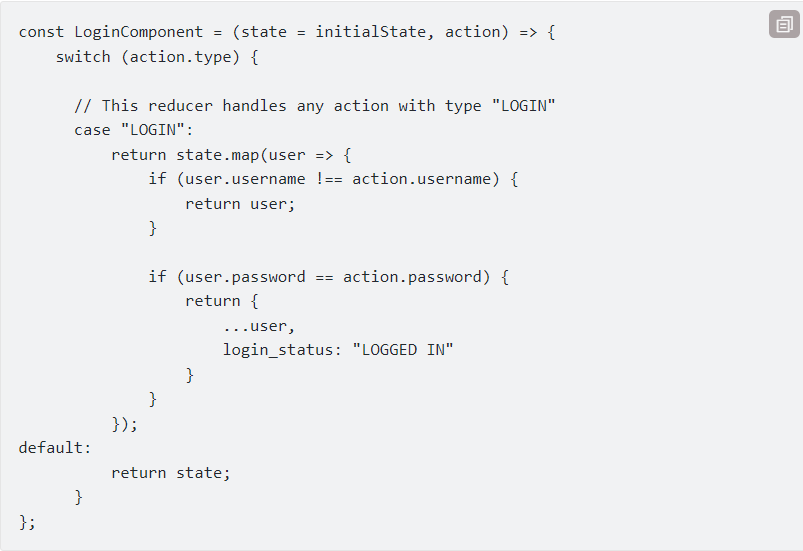 const LoginComponent = (state = initialState, action) => {
    switch (action.type) {

      // This reducer handles any action with type "LOGIN"
      case "LOGIN":
          return state.map(user => {
              if (user.username !== action.username) {
                  return user;
              }

              if (user.password == action.password) {
                  return {
                      ...user,
                      login_status: "LOGGED IN"
                  }
              }
          });
default:
          return state;
      }
};